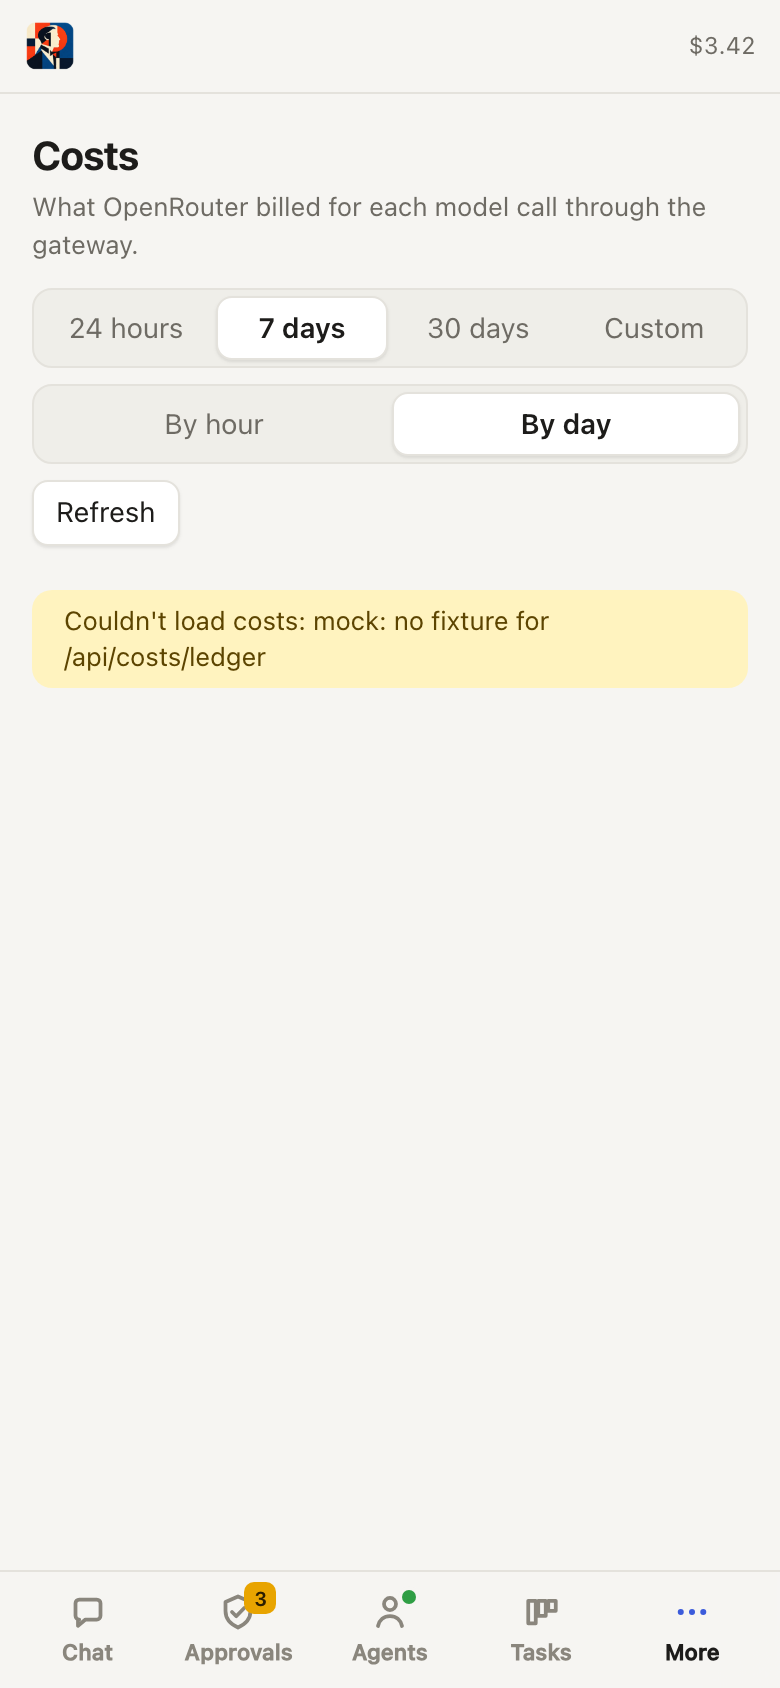 $3.42
Costs
What OpenRouter billed for each model call through the
gateway.
24 hours
7 days
30 days
Custom
By hour
By day
Refresh
Couldn't load costs: mock: no fixture for
/api/costs/ledger
3
Chat
Approvals
Agents
Tasks
More